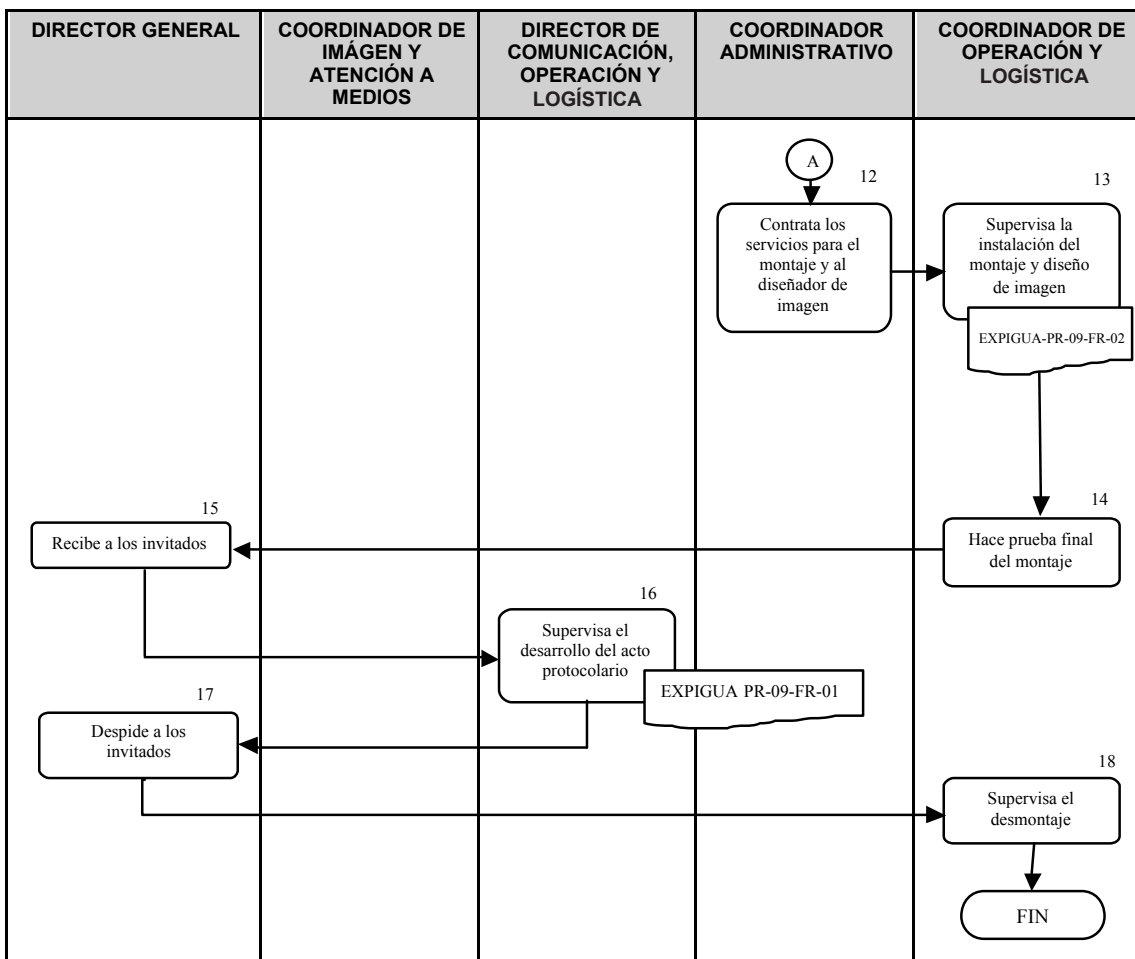 DIRECTOR GENERAL
COORDINADOR DE
IMÁGEN Y
ATENCIÓN A
MEDIOS
DIRECTOR DE
COMUNICACIÓN,
OPERACIÓN Y
LOGÍSTICA
COORDINADOR
ADMINISTRATIVO
COORDINADOR DE
OPERACIÓN Y
LOGÍSTICA
A
12
Contrata los
servicios para el
montaje y al
diseñador de
imagen
13
Supervisa la
instalación del
montaje y diseño
de imagen
EXPIGUA-PR-09-FR-02
14
Hace prueba final
del montaje
15
Recibe a los invitados
16
Supervisa el
desarrollo del acto
protocolario
EXPIGUA PR-09-FR-01
17
Despide a los
invitados
18
Supervisa el
desmontaje
FIN